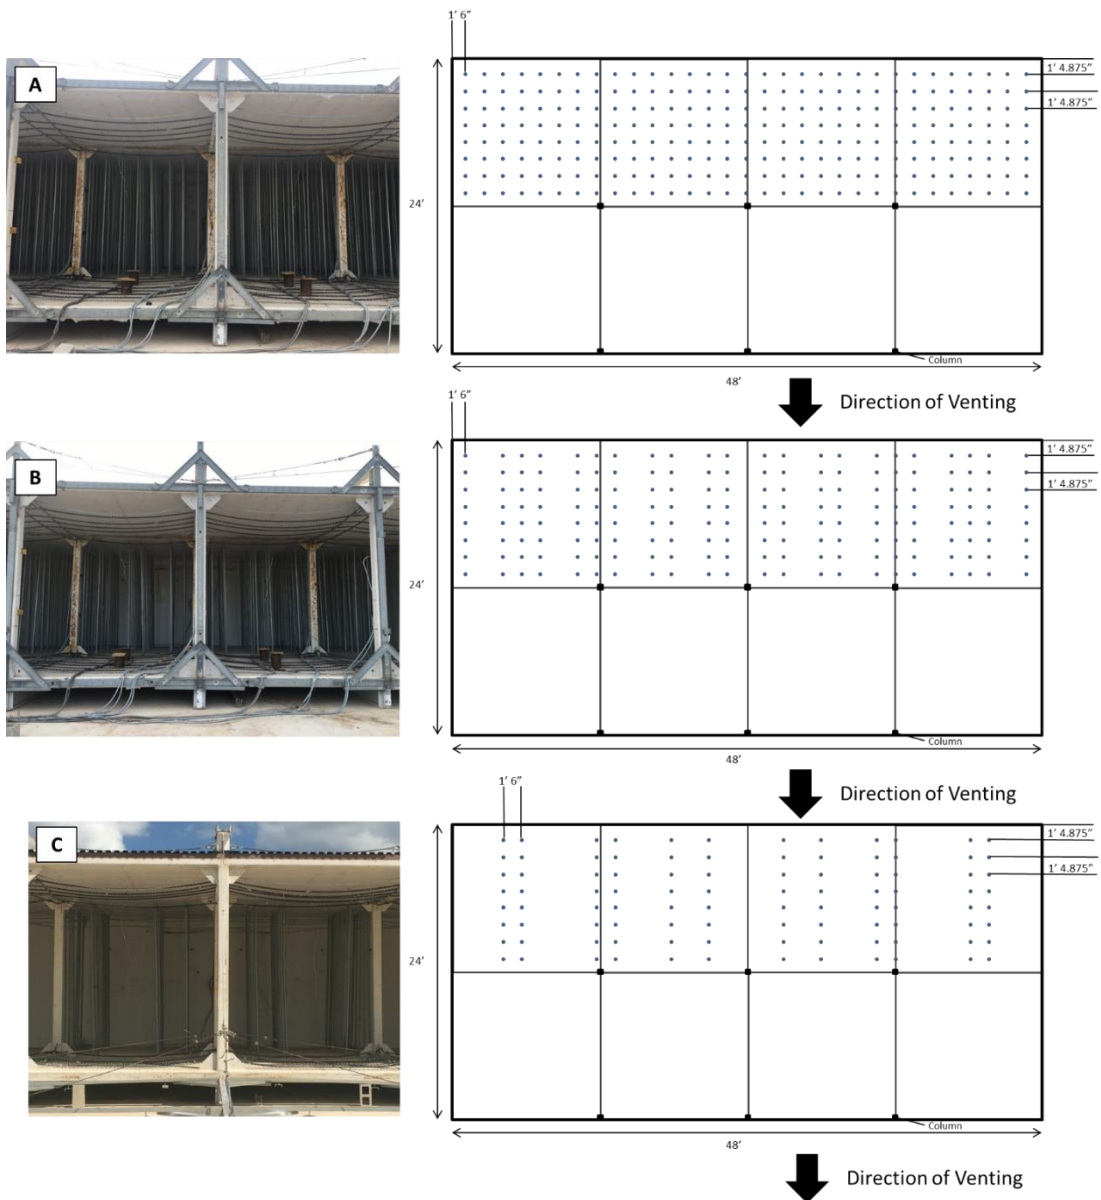 1' 6"
A
1' 4.875"
1' 4.875"
24'
Column
48'
Direction of Venting
1' 6"
B
1' 4.875"
1' 4.875"
24'
Column
48'
Direction of Venting
1' 6"
C
1' 4.875"
1' 4.875"
24'
Column
48'
Direction of Venting